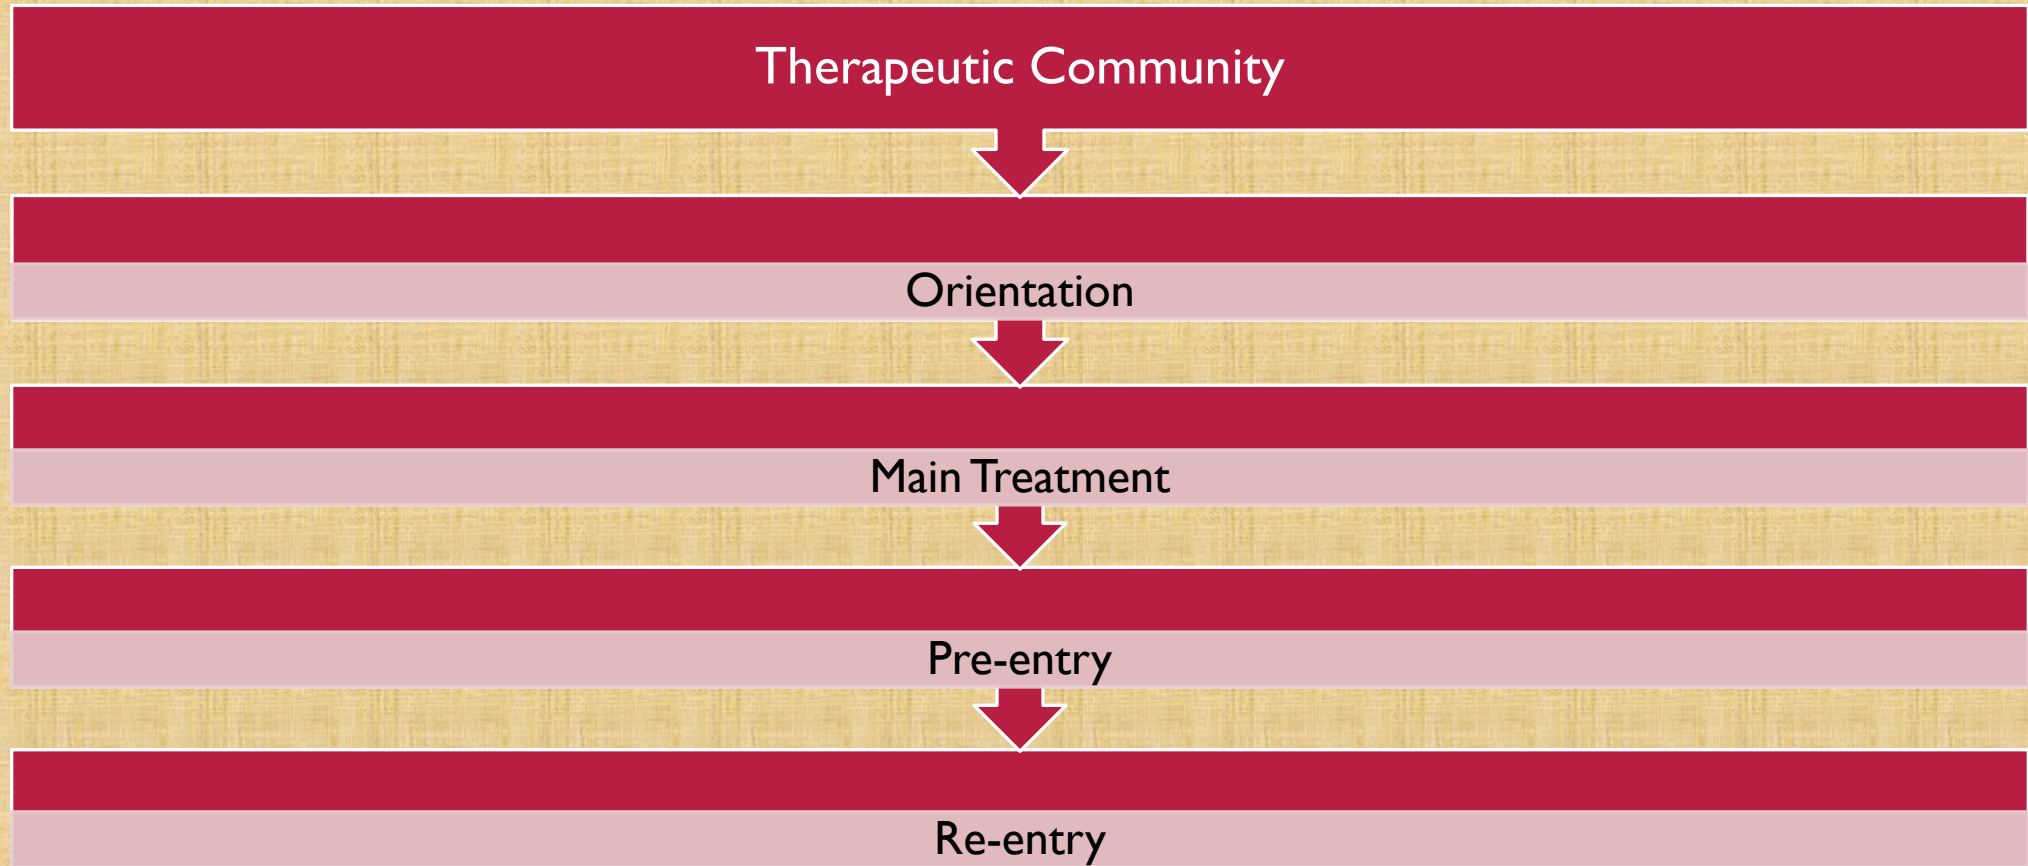 Therapeutic Community
Orientation
Main Treatment
Pre-entry
Re-entry